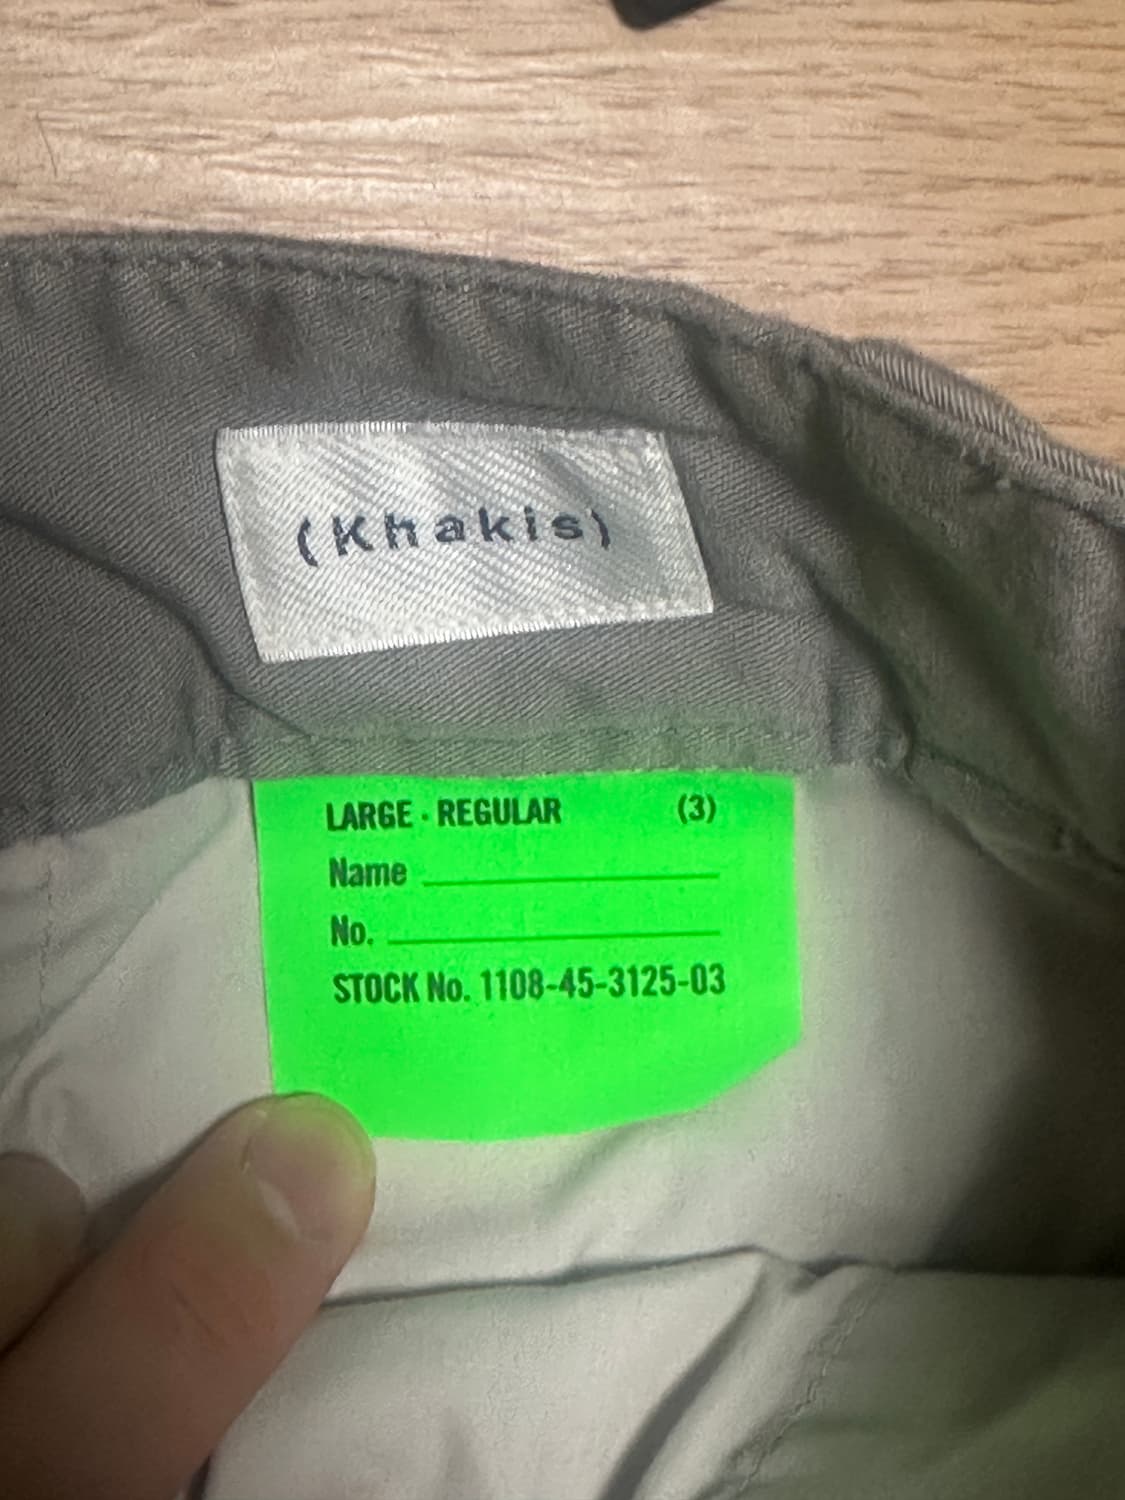 (Khakis)
LARGE · REGULAR (3)
Name
No.
STOCK No. 1108-45-3125-03